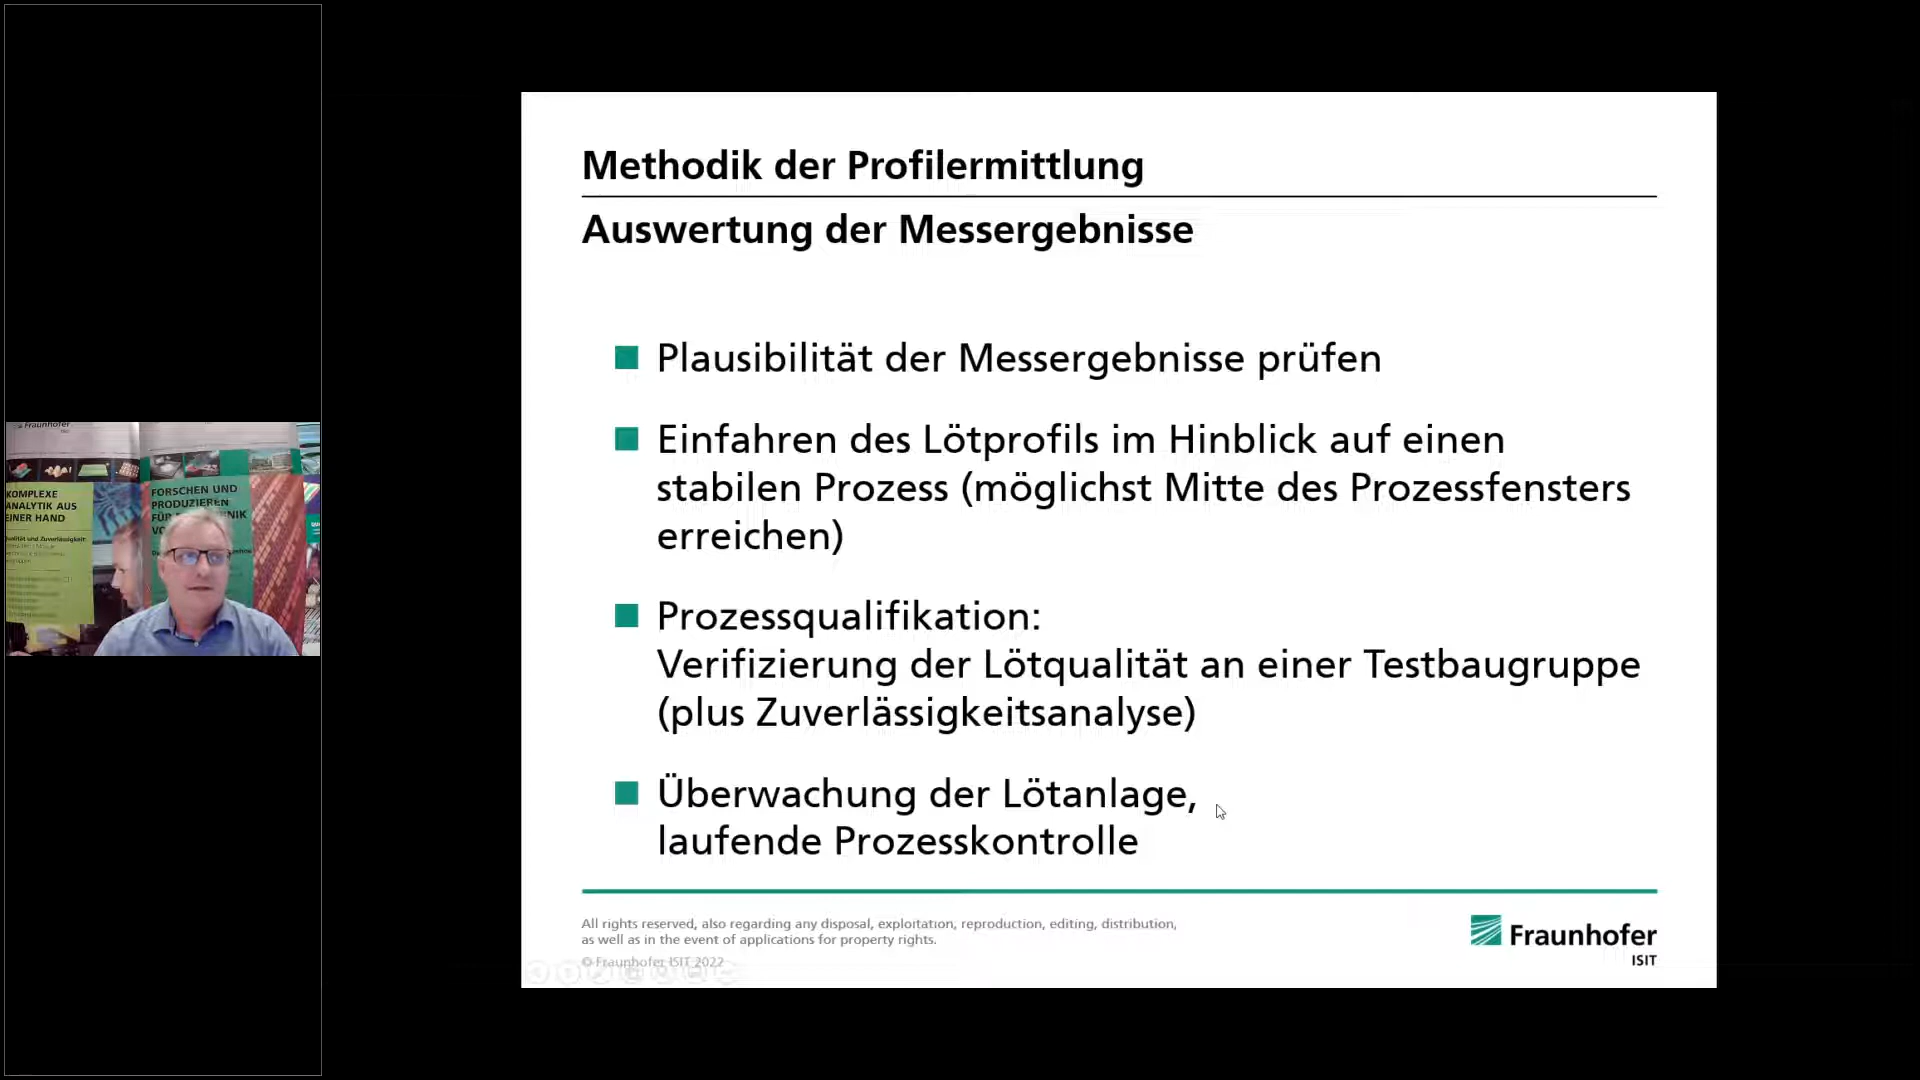 Fraunhofer
KOMPLEXE
ANALYTIK AUS
EINER HAND
FORSCHEN UND
PRODUZIEREN
Methodik der Profilermittlung
Auswertung der Messergebnisse
Plausibilität der Messergebnisse prüfen
Einfahren des Lötprofils im Hinblick auf einen
stabilen Prozess (möglichst Mitte des Prozessfensters
erreichen)
Prozessqualifikation:
Verifizierung der Lötqualität an einer Testbaugruppe
(plus Zuverlässigkeitsanalyse)
Überwachung der Lötanlage,
laufende Prozesskontrolle
All rights reserved, also regarding any disposal, exploitation, reproduction, editing, distribution,
as well as in the event of applications for property rights.
© Fraunhofer ISIT 2022
Fraunhofer
ISIT